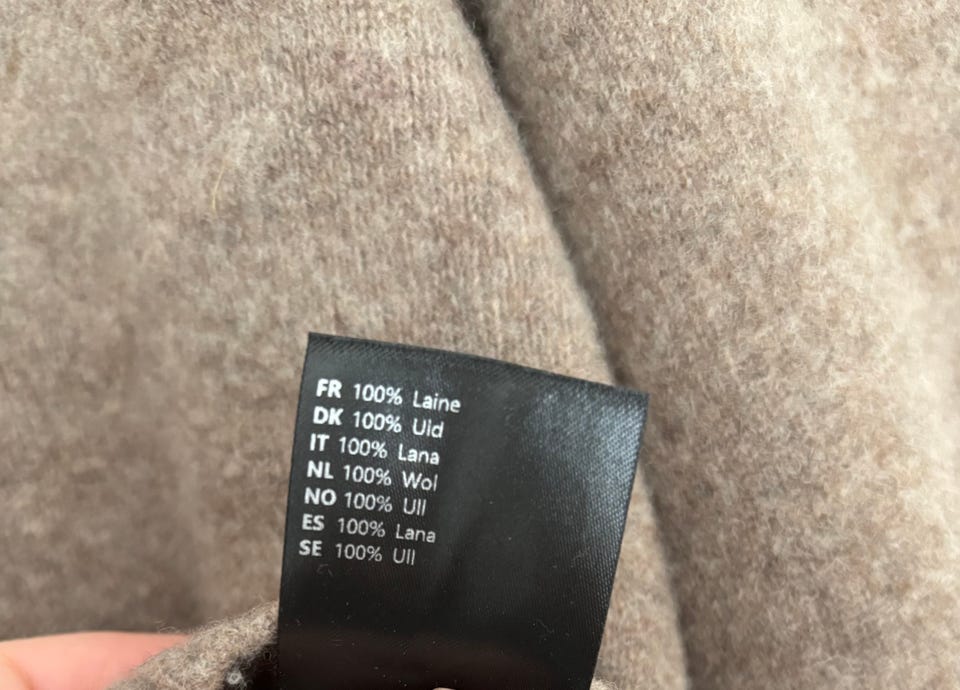 FR 100% Laine
DK 100% Uld
IT 100% Lana
NL 100% Wol
NO 100% Ull
ES 100% Lana
SE 100% Ull